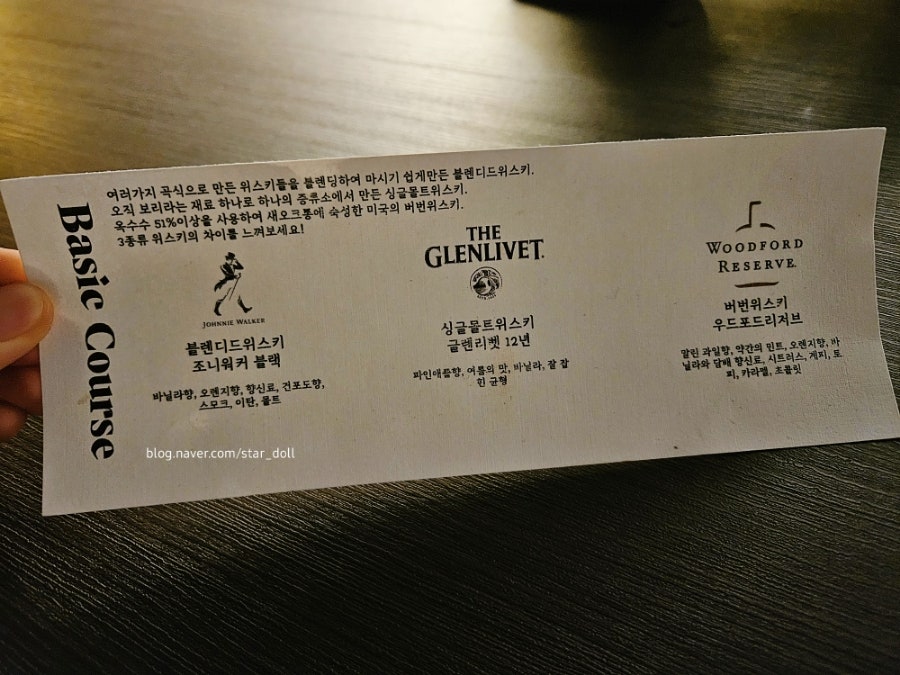 Basic Course
여러가지 곡식으로 만든 위스키들을 블렌딩하여 마시기 쉽게만든 블렌디드위스키.
오직 보리라는 재료 하나로 하나의 증류소에서 만든 싱글몰트위스키.
옥수수 51%이상을 사용하여 새오크통에 숙성한 미국의 버번위스키.
3종류 위스키의 차이를 느껴보세요!
JOHNNIE WALKER
블렌디드위스키
조니워커 블랙
바닐라향, 오렌지향, 향신료, 건포도향,
스모크, 이탄, 몰트
THE
GLENLIVET.
싱글몰트위스키
글렌리벳 12년
파인애플향, 여름의 맛, 바닐라, 잘 잡
힌 균형
WOODFORD
RESERVE.
버번위스키
우드포드리저브
말린 과일향, 약간의 민트, 오렌지향, 바
닐라와 담배 향신료, 시트러스, 계피, 토
피, 카라멜, 초콜릿
blog.naver.com/star_doll